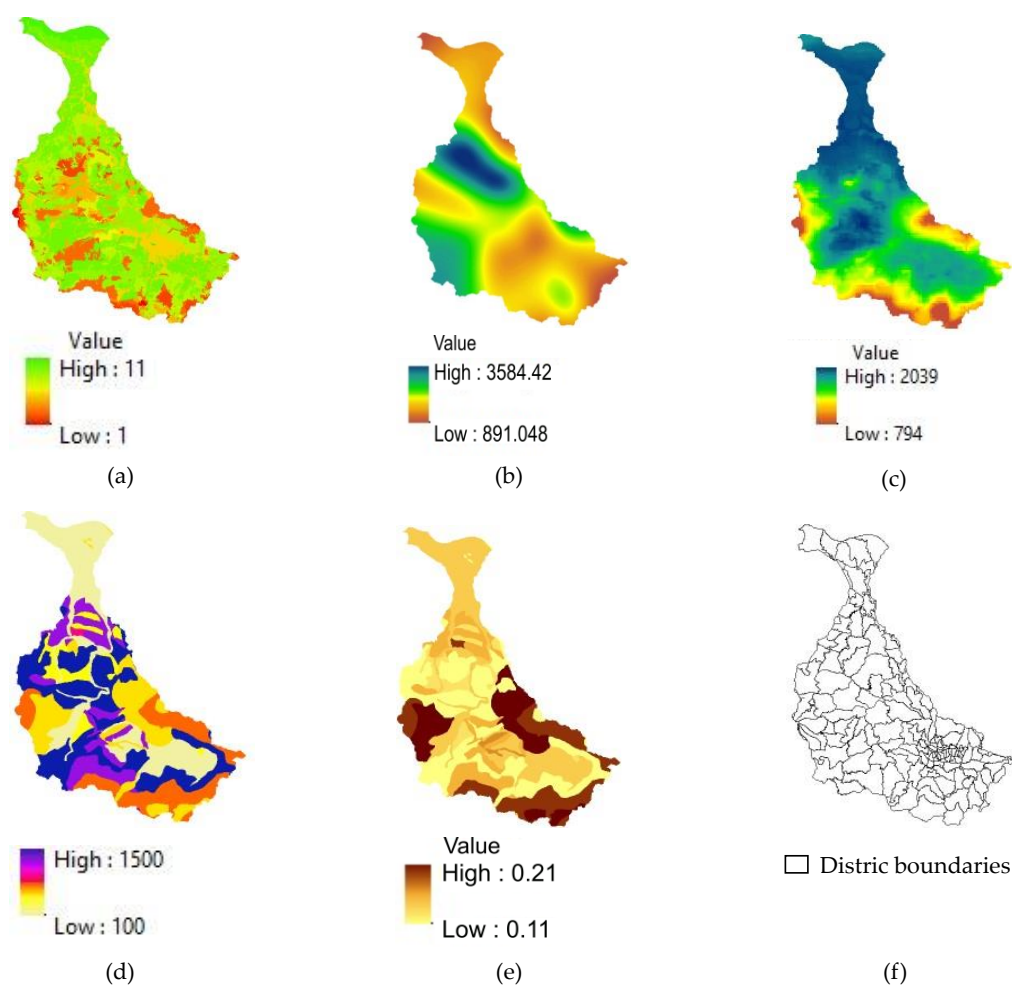 Value
High : 11
Low : 1
(a)
Value
High : 3584.42
Low : 891.048
(b)
Value
High : 2039
Low : 794
(c)
High : 1500
Low : 100
(d)
Value
High : 0.21
Low : 0.11
(e)
Distric boundaries
(f)